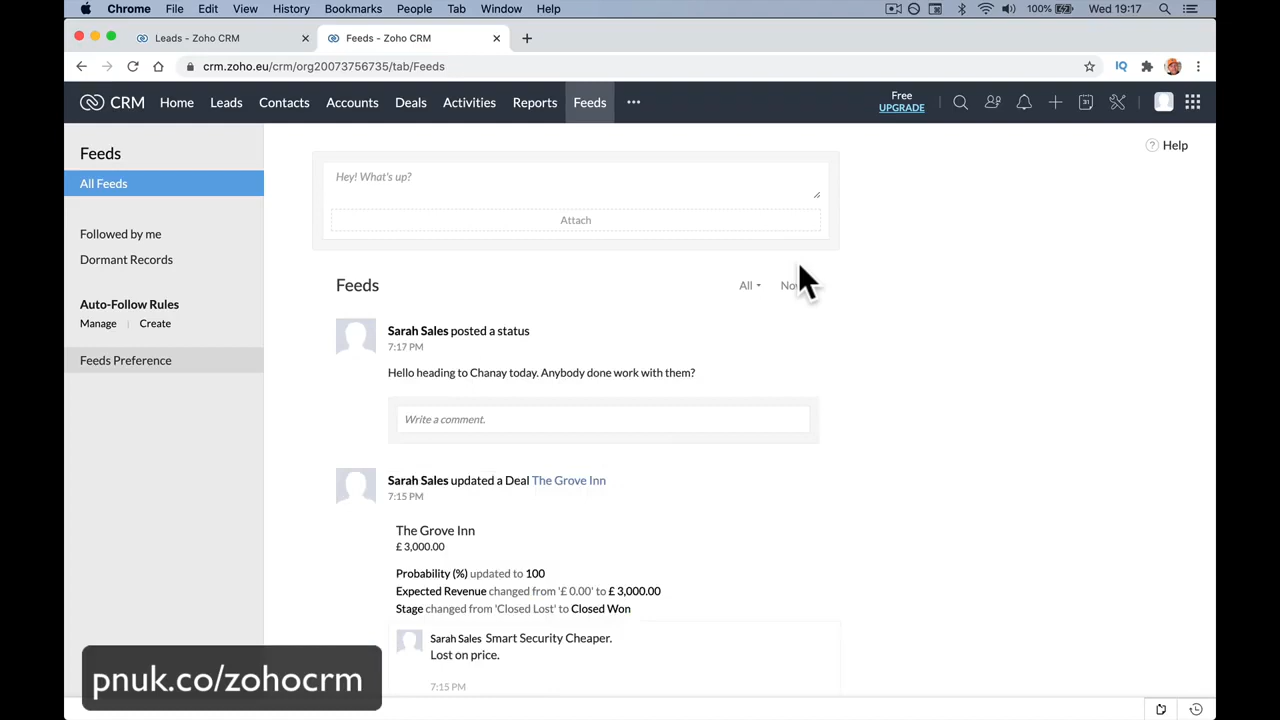 Chrome File Edit View History Bookmarks People Tab Window Help 100% Wed 19:17
Leads - Zoho CRM Feeds - Zoho CRM
crm.zoho.eu/crm/org20073756735/tab/Feeds
CRM Home Leads Contacts Accounts Deals Activities Reports Feeds ••• Free
UPGRADE
Help
Feeds
All Feeds
Followed by me
Dormant Records
Auto-Follow Rules
Manage | Create
Feeds Preference
Hey! What's up?
Attach
Feeds All
Sarah Sales posted a status
7:17 PM
Hello heading to Chanay today. Anybody done work with them?
Write a comment.
Sarah Sales updated a Deal The Grove Inn
7:15 PM
The Grove Inn
£ 3,000.00
Probability (%) updated to 100
Expected Revenue changed from '£ 0.00' to £ 3,000.00
Stage changed from 'Closed Lost' to Closed Won
Sarah Sales Smart Security Cheaper.
Lost on price.
7:15 PM
pnuk.co/zohocrm